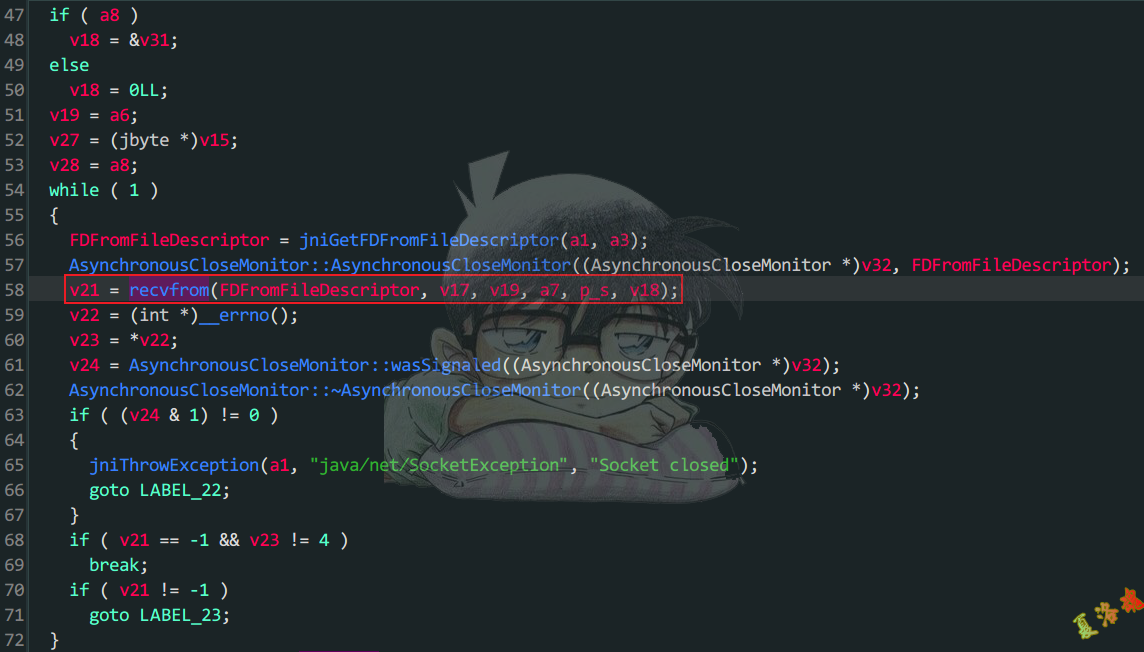 47 if ( a8 )
48 v18 = &v31;
49 else
50 v18 = 0LL;
51 v19 = a6;
52 v27 = (jbyte *)v15;
53 v28 = a8;
54 while ( 1 )
55 {
56 FDFromFileDescriptor = jniGetFDFromFileDescriptor(a1, a3);
57 AsynchronousCloseMonitor::AsynchronousCloseMonitor((AsynchronousCloseMonitor *)v32, FDFromFileDescriptor);
58 v21 = recvfrom(FDFromFileDescriptor, v17, v19, a7, p_s, v18);
59 v22 = (int *)__errno();
60 v23 = *v22;
61 v24 = AsynchronousCloseMonitor::wasSignaled((AsynchronousCloseMonitor *)v32);
62 AsynchronousCloseMonitor::~AsynchronousCloseMonitor((AsynchronousCloseMonitor *)v32);
63 if ( (v24 & 1) != 0 )
64 {
65 jniThrowException(a1, "java/net/SocketException", "Socket closed");
66 goto LABEL_22;
67 }
68 if ( v21 == -1 && v23 != 4 )
69 break;
70 if ( v21 != -1 )
71 goto LABEL_23;
72 }
夏洛